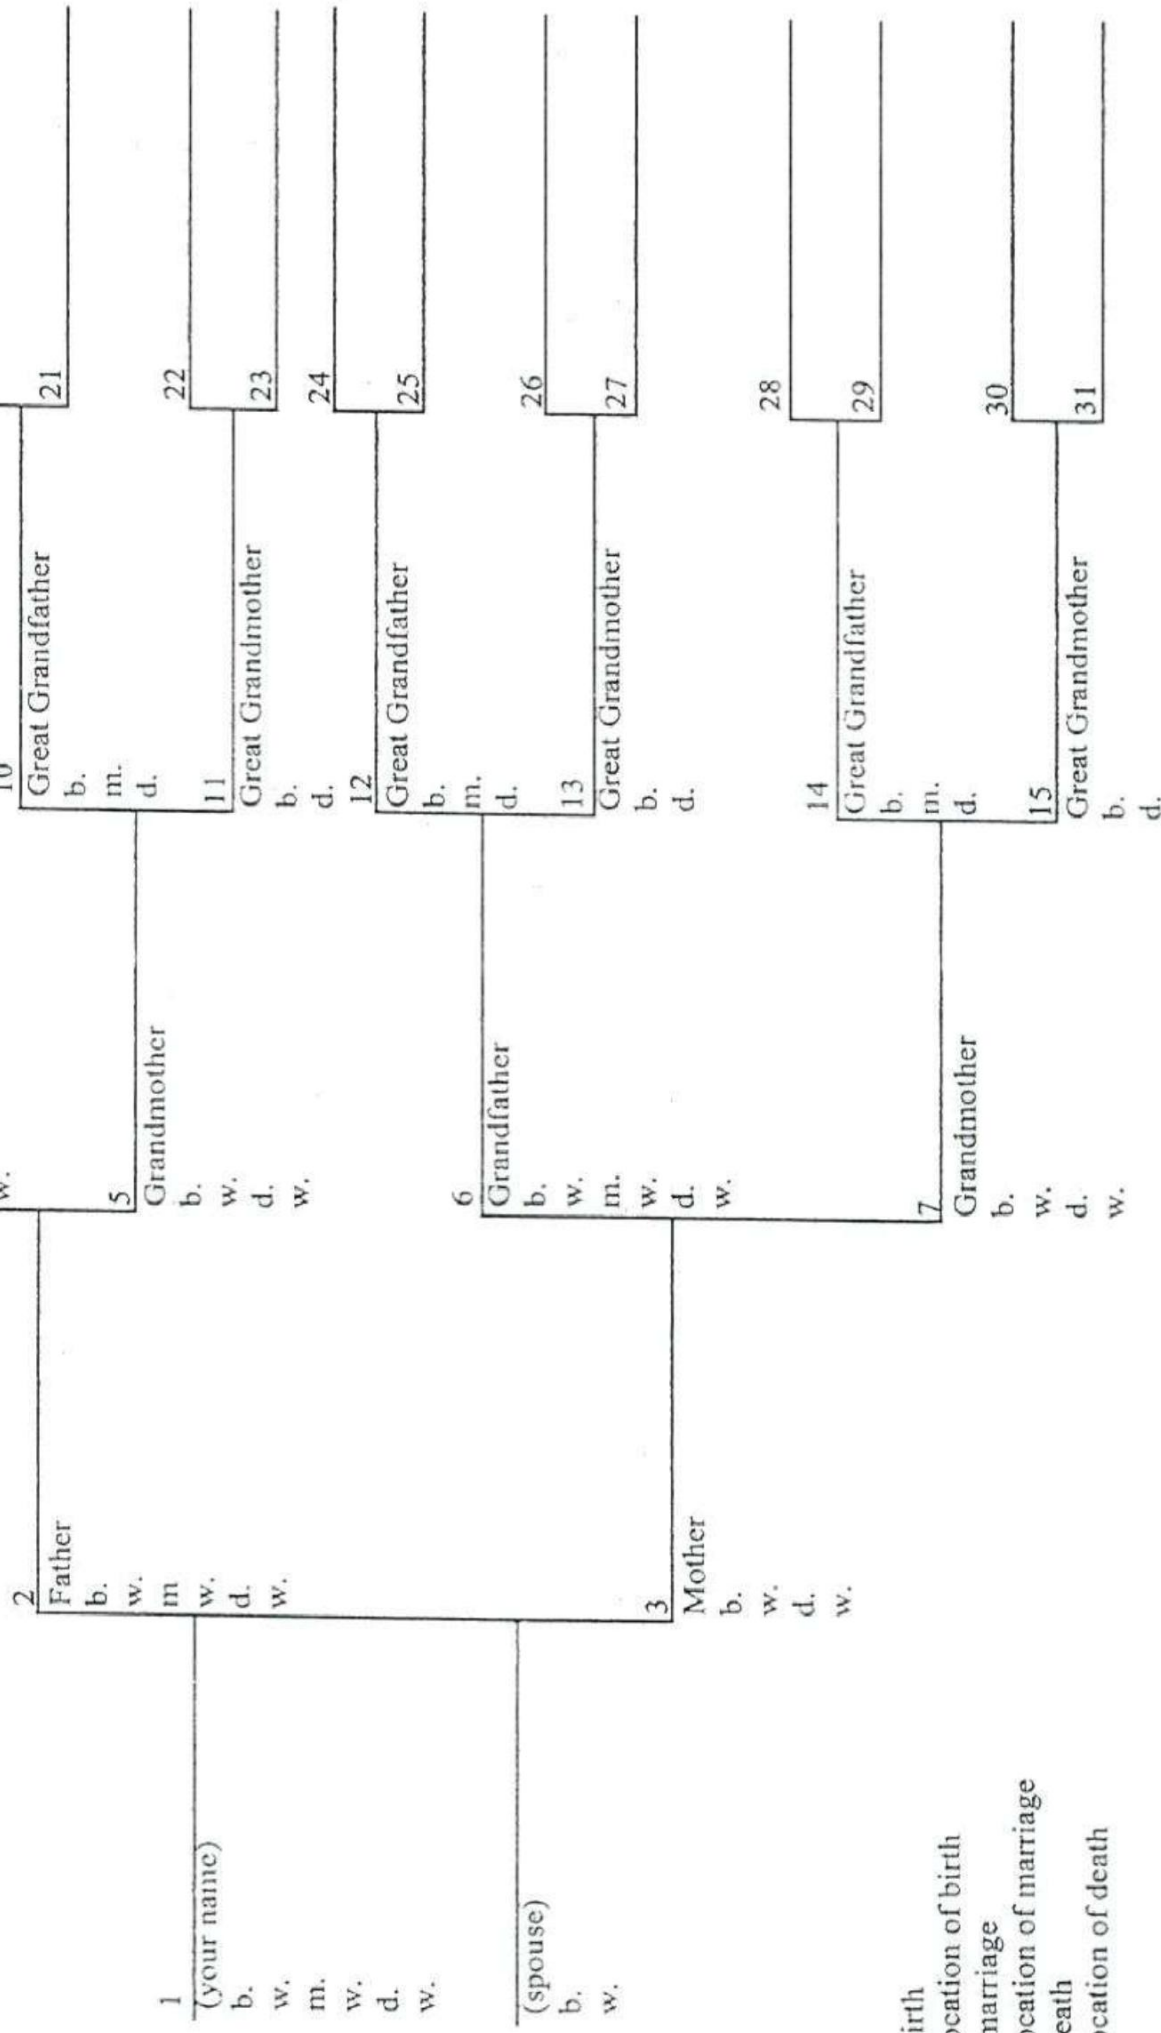 1
(your name)
b.
w.
m.
w.
d.
w.
(spouse)
b.
w.
irth
ocation of birth
marriage
ocation of marriage
eath
ocation of death
2
Father
b.
w.
m
w.
d.
w.
3
Mother
b.
w.
d.
w.
w.
5
Grandmother
b.
w.
d.
w.
6
Grandfather
b.
w.
m.
w.
d.
w.
7
Grandmother
b.
w.
d.
w.
10
Great Grandfather
b.
m.
d.
11
Great Grandmother
b.
d.
12
Great Grandfather
b.
m.
d.
13
Great Grandmother
b.
d.
14
Great Grandfather
b.
m.
d.
15
Great Grandmother
b.
d.
21
22
23
24
25
26
27
28
29
30
31